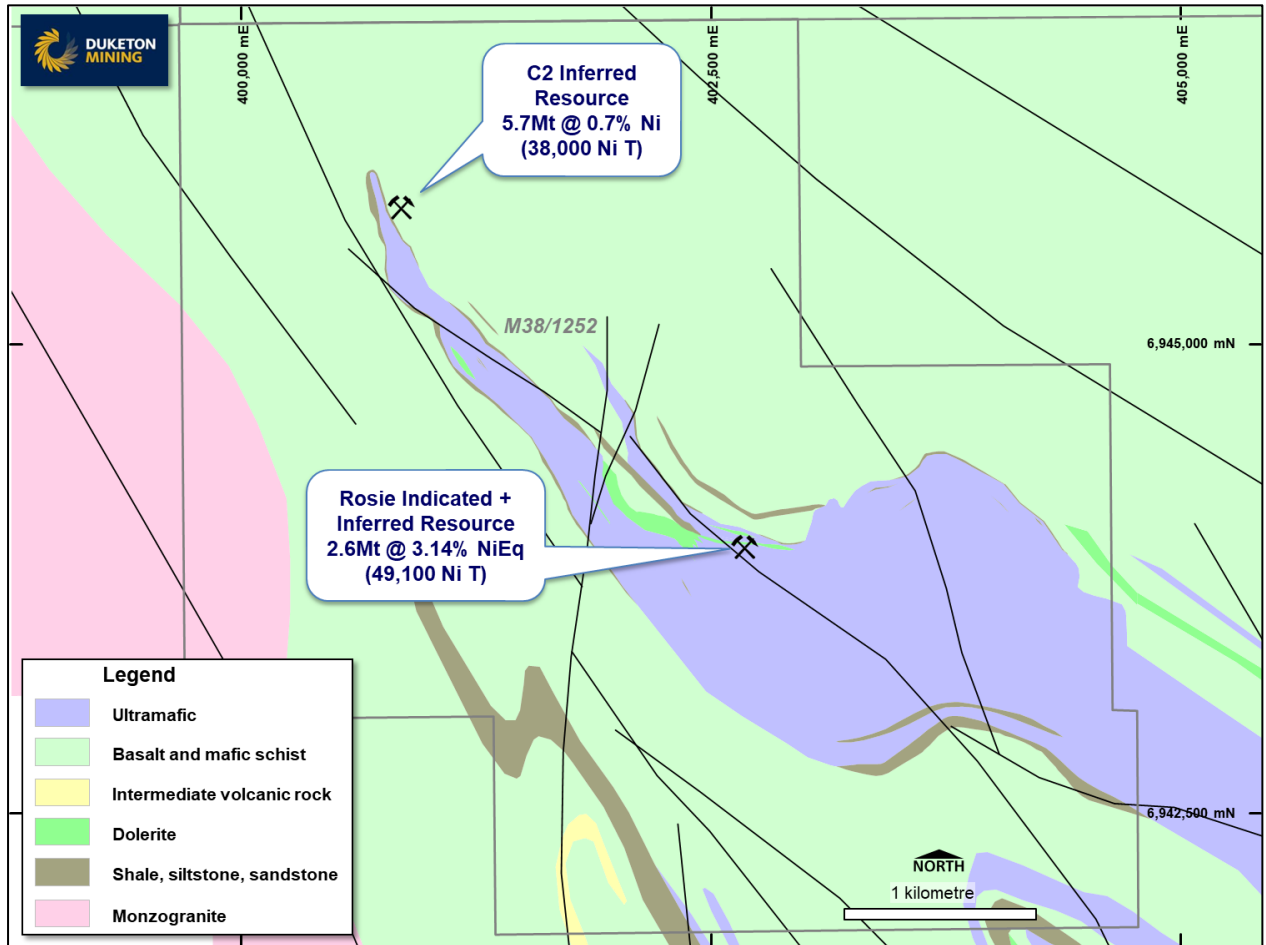 DUKETON
MINING
400,000 mE
402,500 mE
405,000 mE
C2 Inferred
Resource
5.7Mt @ 0.7% Ni
(38,000 Ni T)
M38/1252
6,945,000 mN
Rosie Indicated +
Inferred Resource
2.6Mt @ 3.14% NiEq
(49,100 Ni T)
6,942,500 mN
Legend
Ultramafic
Basalt and mafic schist
Intermediate volcanic rock
Dolerite
Shale, siltstone, sandstone
Monzogranite
NORTH
1 kilometre